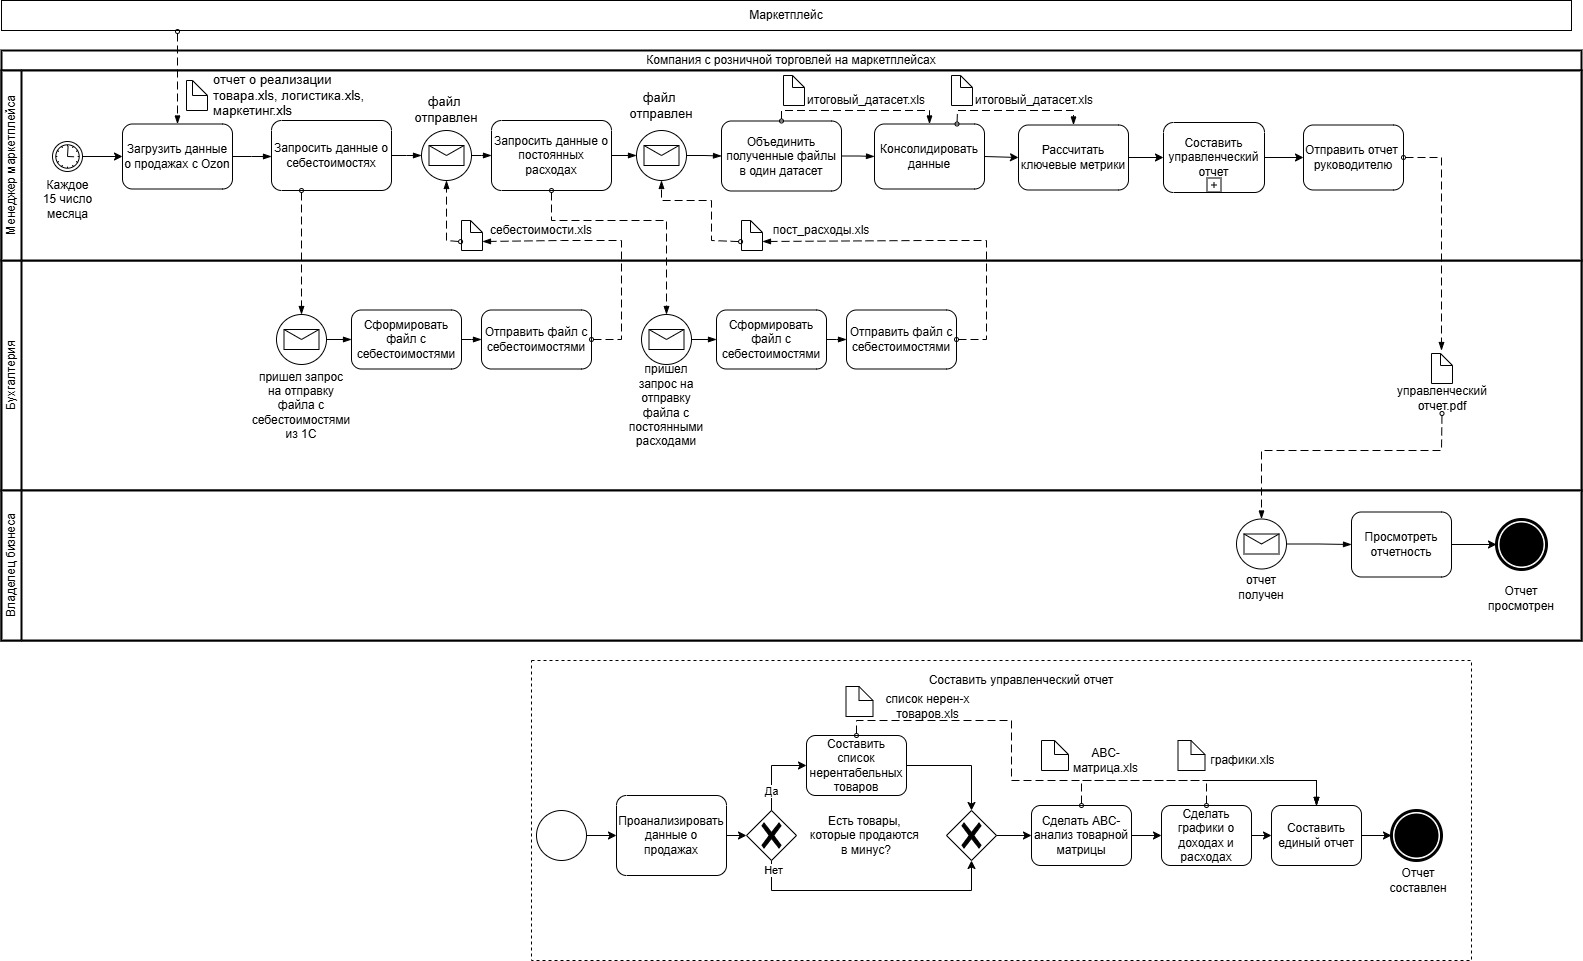 Маркетплейс
Компания с розничной торговлей на маркетплейсах
Менеджер маркетплейса
отчет о реализации
товара.xls, логистика.xls,
маркетинг.xls
Каждое
15 число
месяца
Загрузить данные
о продажах с Ozon
Запросить данные о
себестоимостях
файл
отправлен
Запросить данные о
постоянных
расходах
файл
отправлен
итоговый_датасет.xls
Объединить
полученные файлы
в один датасет
итоговый_датасет.xls
Консолидировать
данные
Рассчитать
ключевые метрики
Составить
управленческий
отчет
Отправить отчет
руководителю
себестоимости.xls
пост_расходы.xls
Бухгалтерия
пришел запрос
на отправку
файла с
себестоимостями
из 1С
Сформировать
файл с
себестоимостями
Отправить файл с
себестоимостями
пришел
запрос на
отправку
файла с
постоянными
расходами
Сформировать
файл с
себестоимостями
Отправить файл с
себестоимостями
управленческий
отчет.pdf
Владелец бизнеса
отчет
получен
Просмотреть
отчетность
Отчет
просмотрен
Составить управленческий отчет
список нерен-х
товаров.xls
Проанализировать
данные о
продажах
Да
Нет
Есть товары,
которые продаются
в минус?
Составить
список
нерентабельных
товаров
ABC-
матрица.xls
графики.xls
Сделать ABC-
анализ товарной
матрицы
Сделать
графики о
доходах и
расходах
Составить
единый отчет
Отчет
составлен